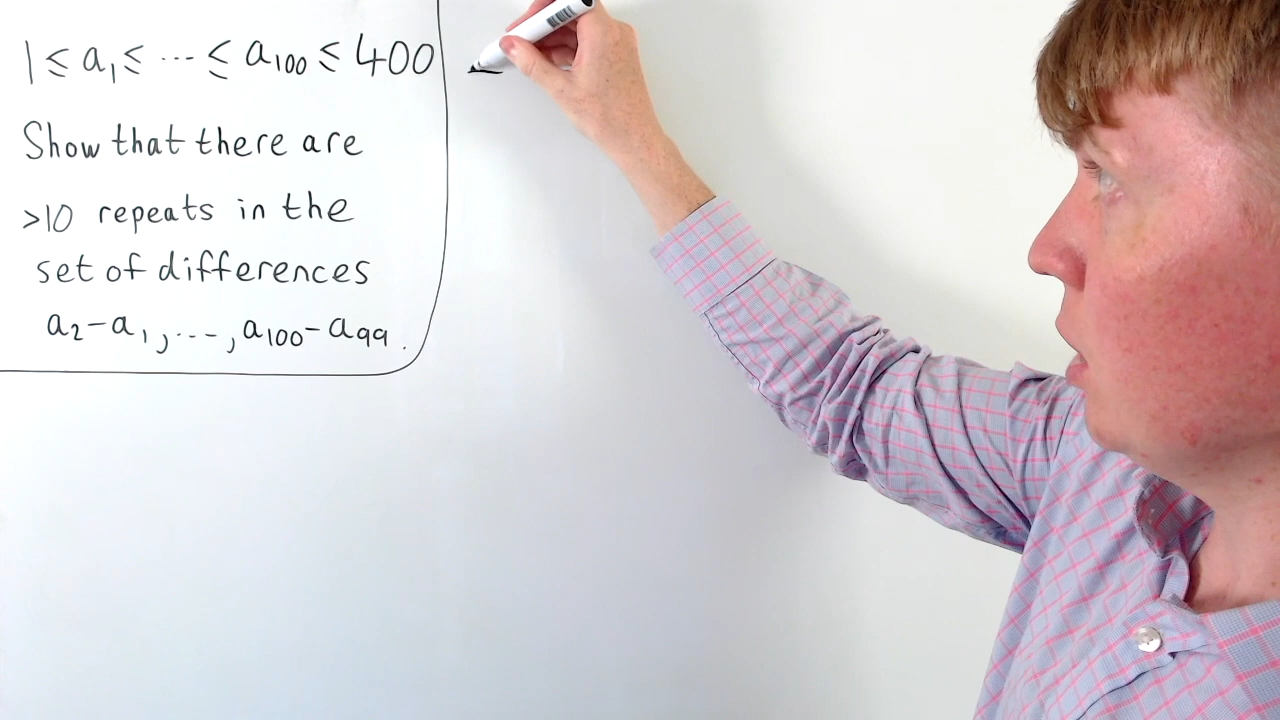 1 ≤ a₁ ≤ ... ≤ a₁₀₀ ≤ 400
Show that there are
>10 repeats in the
set of differences
a₂-a₁,...,a₁₀₀-a₉₉.